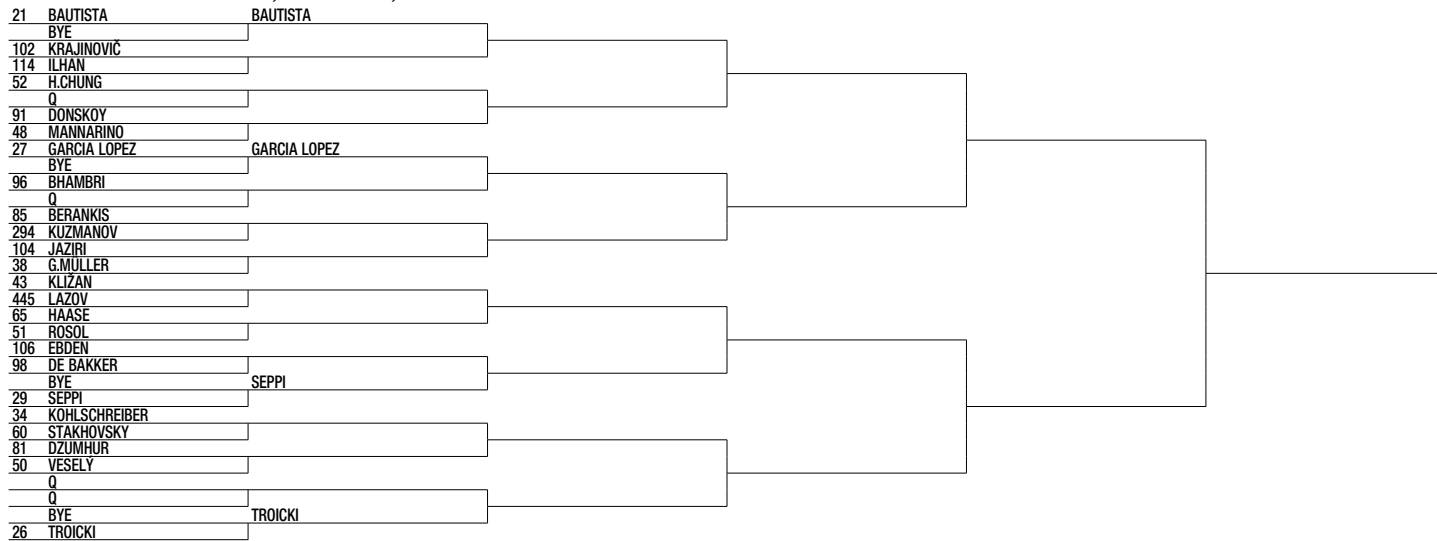 21 BAUTISTA BAUTISTA
BYE
102 KRAJINOVIČ
114 ILHAN
52 H.CHUNG
Q
91 DONSKOY
48 MANNARINO
27 GARCIA LOPEZ GARCIA LOPEZ
BYE
96 BHAMBRI
Q
85 BERANKIS
294 KUZMANOV
104 JAZIRI
38 G.MÜLLER
43 KLIŽAN
445 LAZOV
65 HAASE
51 ROSOL
106 EBDEN
98 DE BAKKER
BYE SEPPI
29 SEPPI
34 KOHLSCHREIBER
60 STAKHOVSKY
81 DZUMHUR
50 VESELÝ
Q
Q
BYE TROICKI
26 TROICKI